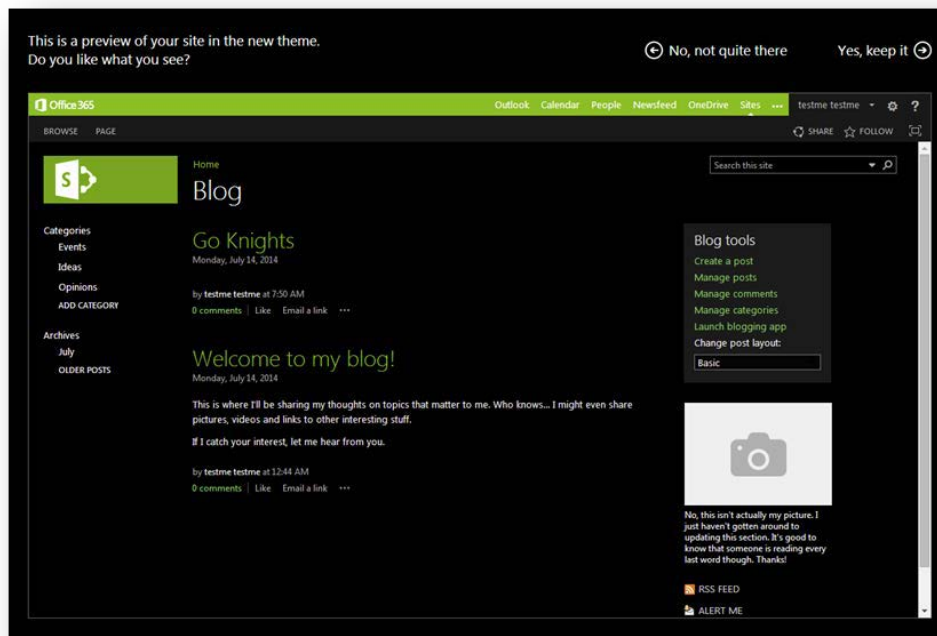 This is a preview of your site in the new theme.
Do you like what you see?
No, not quite there
Yes, keep it
Office 365
Outlook Calendar People Newsfeed OneDrive Sites ••• testme testme ?
BROWSE PAGE
SHARE FOLLOW
S
Home
Blog
Search this site
Categories
Events
Ideas
Opinions
ADD CATEGORY
Archives
July
OLDER POSTS
Go Knights
Monday, July 14, 2014
by testme testme at 7:50 AM
0 comments | Like Email a link •••
Welcome to my blog!
Monday, July 14, 2014
This is where I'll be sharing my thoughts on topics that matter to me. Who knows... I might even share
pictures, videos and links to other interesting stuff.
If I catch your interest, let me hear from you.
by testme testme at 12:44 AM
0 comments | Like Email a link •••
Blog tools
Create a post
Manage posts
Manage comments
Manage categories
Launch blogging app
Change post layout:
Basic
No, this isn't actually my picture. I
just haven't gotten around to
updating this section. It's good to
know that someone is reading every
last word though. Thanks!
RSS FEED
ALERT ME